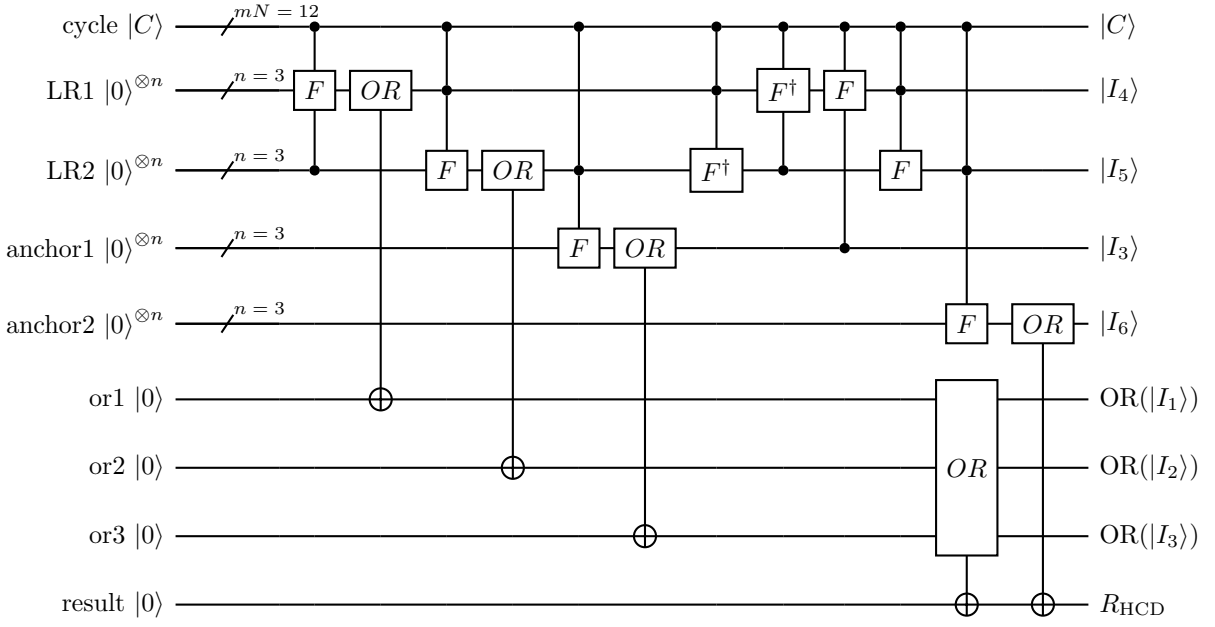 cycle |C⟩ mN = 12 |C⟩
LR1 |0⟩^{⊗n} n = 3 F OR F† F |I₄⟩
LR2 |0⟩^{⊗n} n = 3 F OR F† F |I₅⟩
anchor1 |0⟩^{⊗n} n = 3 F OR |I₃⟩
anchor2 |0⟩^{⊗n} n = 3 F OR |I₆⟩
or1 |0⟩ OR(|I₁⟩)
or2 |0⟩ OR OR(|I₂⟩)
or3 |0⟩ OR(|I₃⟩)
result |0⟩ R_{HCD}